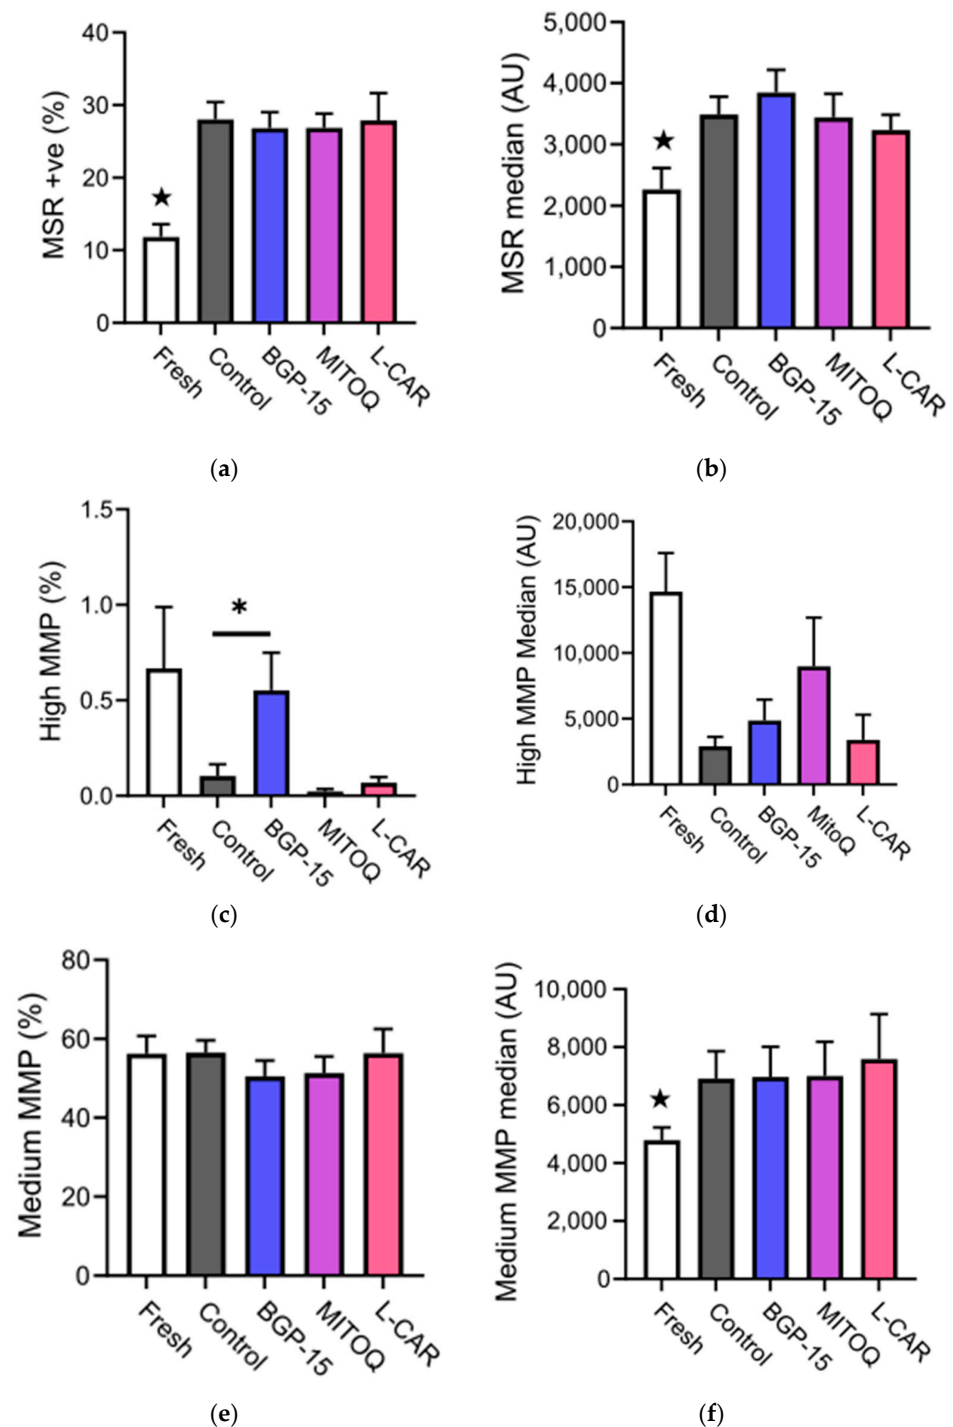 MSR +ve (%)
40
30
20
10
0
★
Fresh
Control
BGP-15
MITOQ
L-CAR
(a)
MSR median (AU)
5,000
4,000
3,000
2,000
1,000
0
★
Fresh
Control
BGP-15
MITOQ
L-CAR
(b)
High MMP (%)
1.5
1.0
0.5
0.0
*
Fresh
Control
BGP-15
MITOQ
L-CAR
(c)
High MMP Median (AU)
20,000
15,000
10,000
5,000
0
Fresh
Control
BGP-15
MitoQ
L-CAR
(d)
Medium MMP (%)
80
60
40
20
0
Fresh
Control
BGP-15
MITOQ
L-CAR
(e)
Medium MMP median (AU)
10,000
8,000
6,000
4,000
2,000
0
★
Fresh
Control
BGP-15
MITOQ
L-CAR
(f)